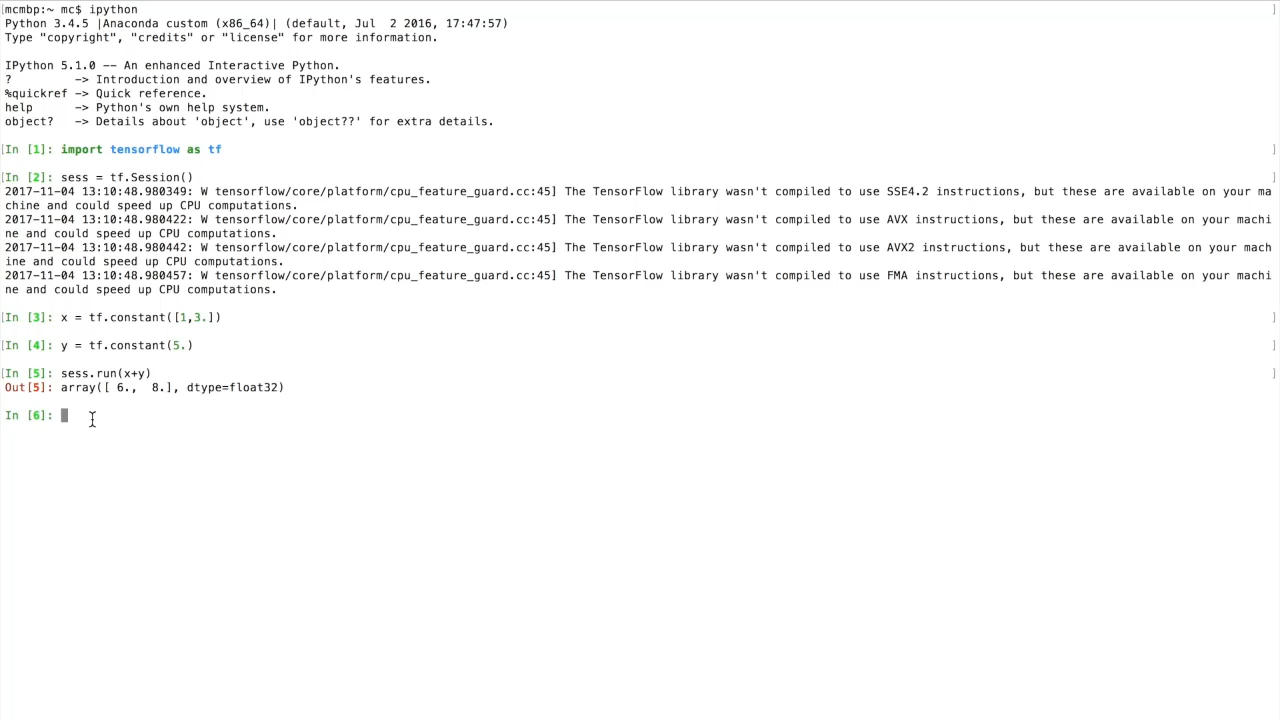 [mcmbp:~ mc$ ipython ]
Python 3.4.5 |Anaconda custom (x86_64)| (default, Jul  2 2016, 17:47:57)
Type "copyright", "credits" or "license" for more information.
IPython 5.1.0 -- An enhanced Interactive Python.
?         -> Introduction and overview of IPython's features.
%quickref -> Quick reference.
help      -> Python's own help system.
object?   -> Details about 'object', use 'object??' for extra details.
[In [1]: import tensorflow as tf ]
[In [2]: sess = tf.Session() ]
2017-11-04 13:10:48.980349: W tensorflow/core/platform/cpu_feature_guard.cc:45] The TensorFlow library wasn't compiled to use SSE4.2 instructions, but these are available on your ma
chine and could speed up CPU computations.
2017-11-04 13:10:48.980422: W tensorflow/core/platform/cpu_feature_guard.cc:45] The TensorFlow library wasn't compiled to use AVX instructions, but these are available on your machi
ne and could speed up CPU computations.
2017-11-04 13:10:48.980442: W tensorflow/core/platform/cpu_feature_guard.cc:45] The TensorFlow library wasn't compiled to use AVX2 instructions, but these are available on your mach
ine and could speed up CPU computations.
2017-11-04 13:10:48.980457: W tensorflow/core/platform/cpu_feature_guard.cc:45] The TensorFlow library wasn't compiled to use FMA instructions, but these are available on your machi
ne and could speed up CPU computations.
[In [3]: x = tf.constant([1,3.]) ]
[In [4]: y = tf.constant(5.) ]
[In [5]: sess.run(x+y) ]
Out[5]: array([ 6.,  8.], dtype=float32)
In [6]: